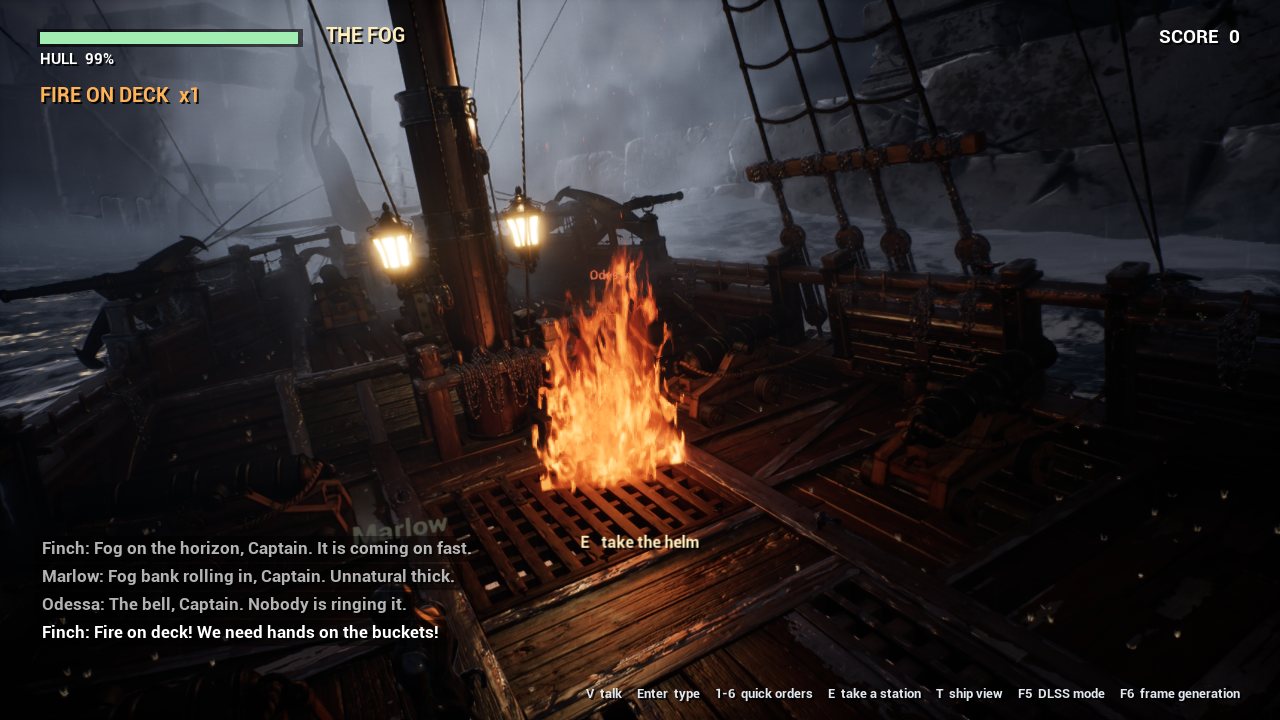 THE FOG
SCORE 0
HULL 99%
FIRE ON DECK x1
Marlow
E take the helm
Finch: Fog on the horizon, Captain. It is coming on fast.
Marlow: Fog bank rolling in, Captain. Unnatural thick.
Odessa: The bell, Captain. Nobody is ringing it.
Finch: Fire on deck! We need hands on the buckets!
V talk Enter type 1-6 quick orders E take a station T ship view F5 DLSS mode F6 frame generation